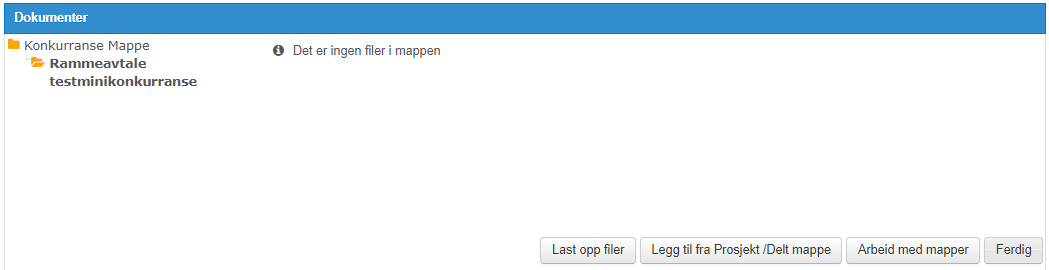 Dokumenter
Konkurranse Mappe
Rammeavtale
testminikonkurranse
Det er ingen filer i mappen
Last opp filer
Legg til fra Prosjekt /Delt mappe
Arbeid med mapper
Ferdig